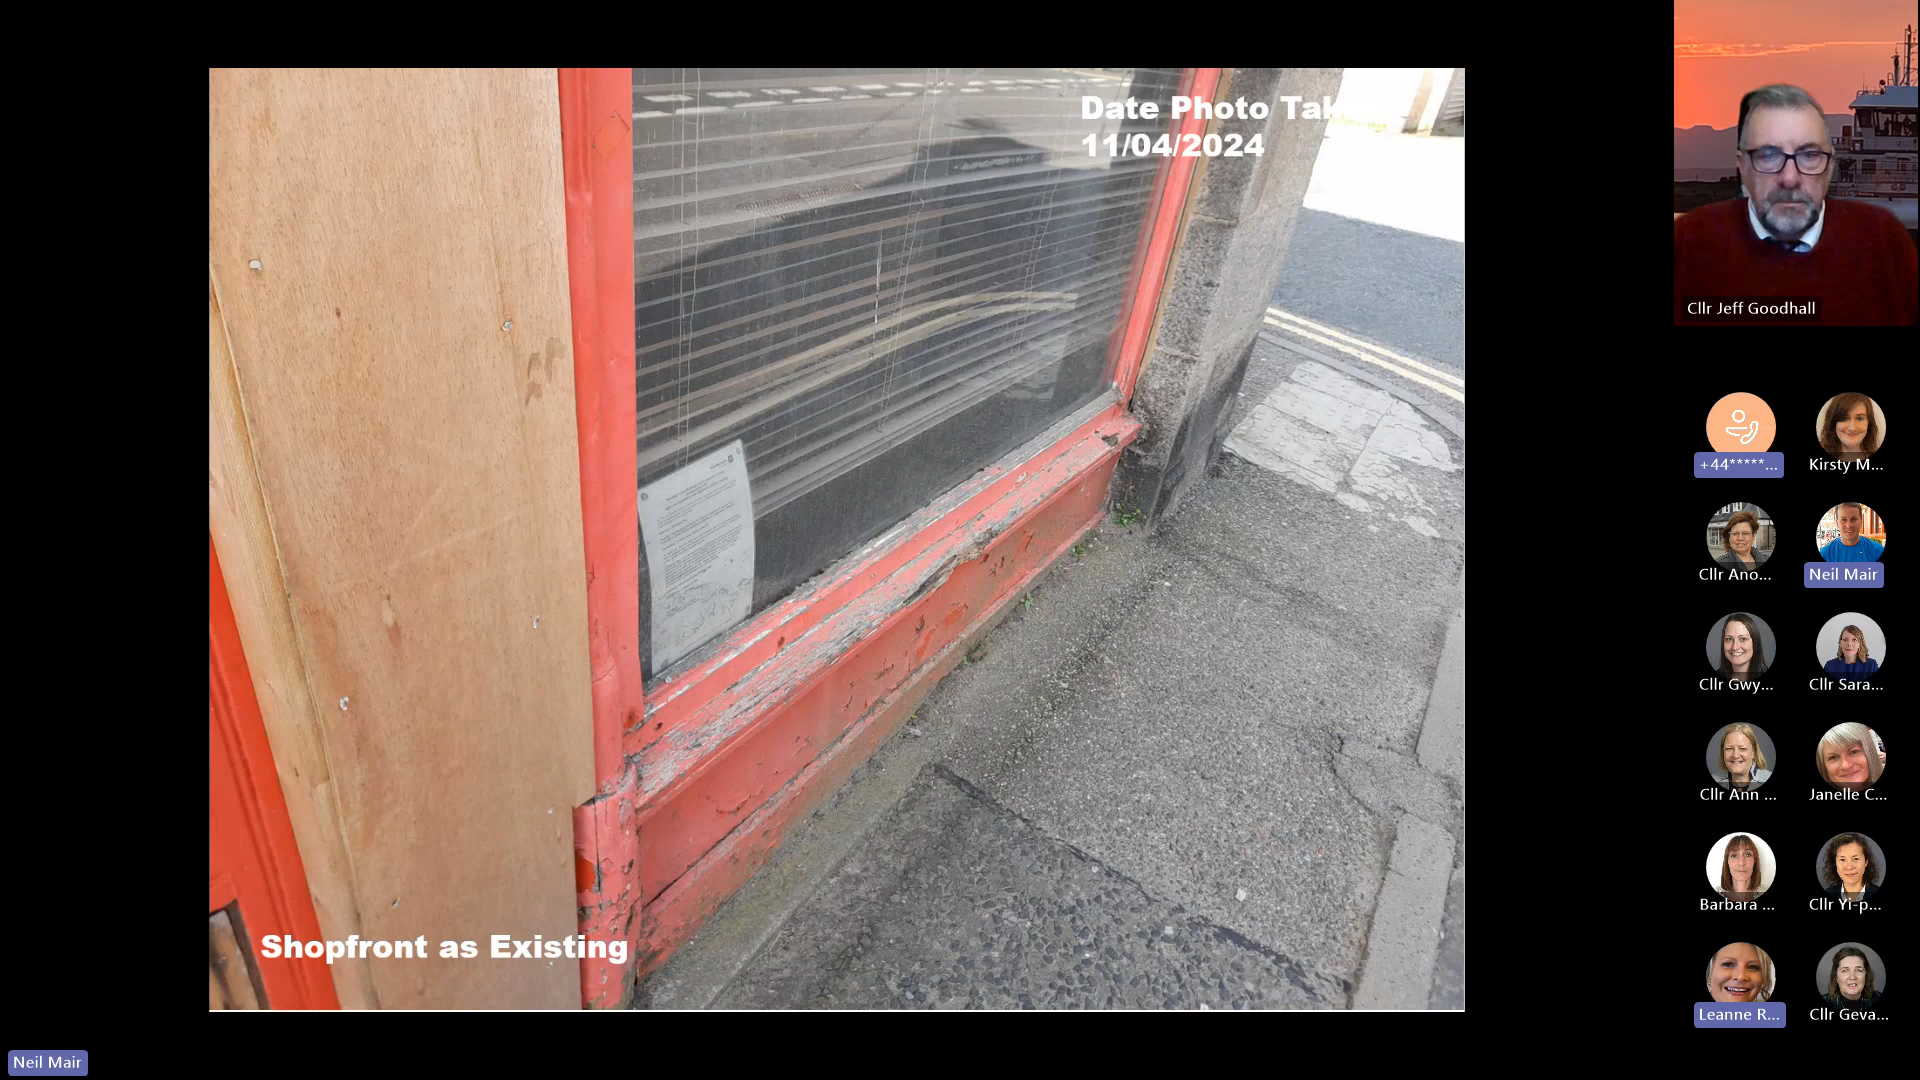 Date Photo Tak
11/04/2024
Shopfront as Existing
Neil Mair
Cllr Jeff Goodhall
+44*****...
Kirsty M...
Cllr Ano...
Neil Mair
Cllr Gwy...
Cllr Sara...
Cllr Ann ...
Janelle C...
Barbara ...
Cllr Yi-p...
Leanne R...
Cllr Geva...